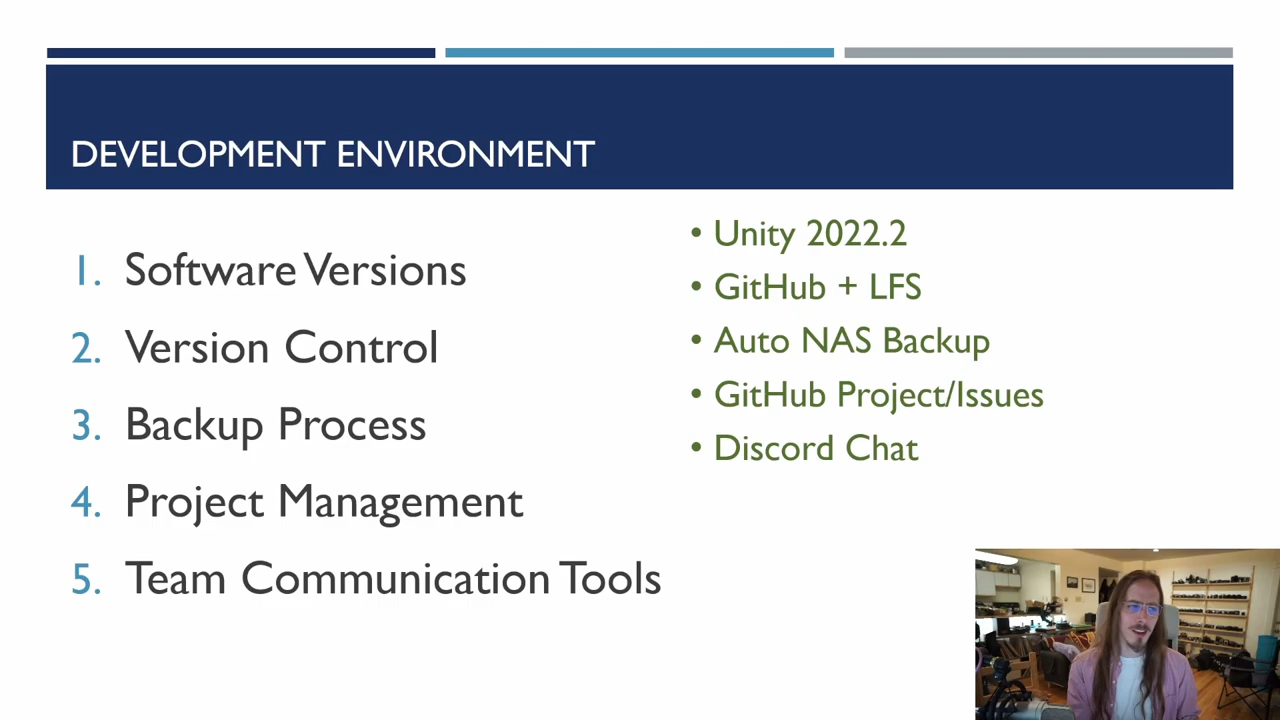 DEVELOPMENT ENVIRONMENT
1. Software Versions
2. Version Control
3. Backup Process
4. Project Management
5. Team Communication Tools
• Unity 2022.2
• GitHub + LFS
• Auto NAS Backup
• GitHub Project/Issues
• Discord Chat